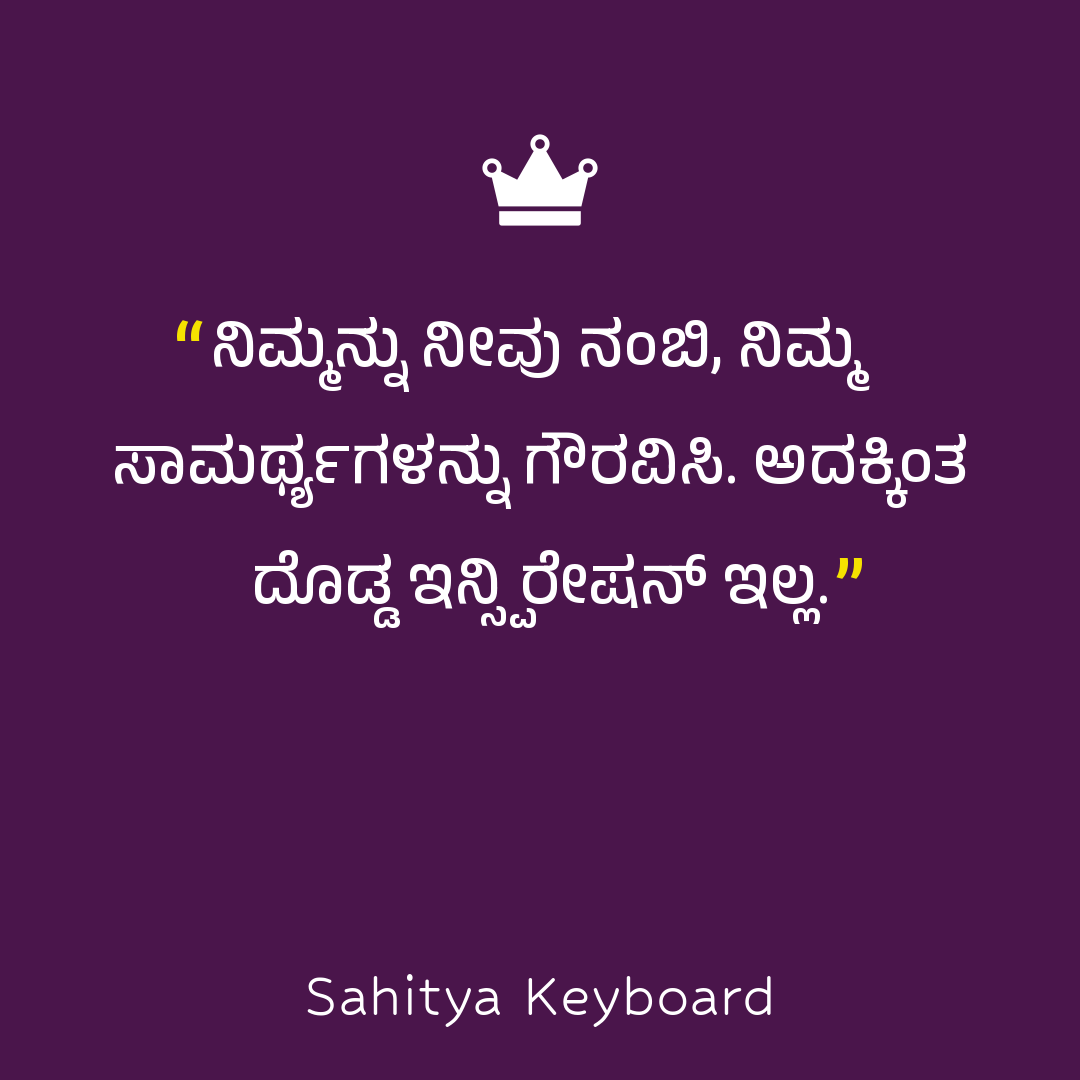 “ನಿಮ್ಮನ್ನು ನೀವು ನಂಬಿ, ನಿಮ್ಮ
ಸಾಮರ್ಥ್ಯಗಳನ್ನು ಗೌರವಿಸಿ. ಅದಕ್ಕಿಂತ
ದೊಡ್ಡ ಇನ್ಸ್ಪಿರೇಷನ್ ಇಲ್ಲ.”
Sahitya Keyboard